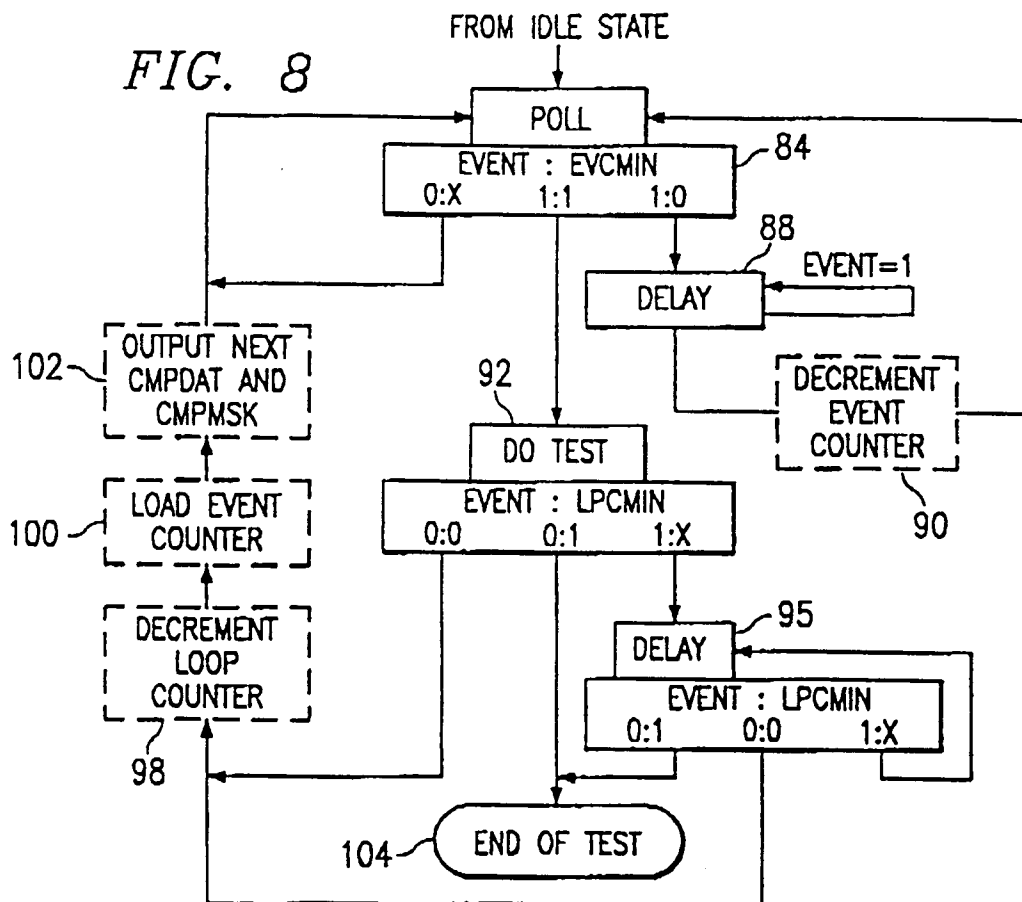 FROM IDLE STATE
FIG. 8
POLL
84
EVENT : EVCMIN
0:X 1:1 1:0
88
EVENT=1
DELAY
102
OUTPUT NEXT
CMPDAT AND
CMPMSK
92
DECREMENT
EVENT
COUNTER
90
DO TEST
EVENT : LPCMIN
0:0 0:1 1:X
100
LOAD EVENT
COUNTER
95
DELAY
DECREMENT
LOOP
COUNTER
98
EVENT : LPCMIN
0:1 0:0 1:X
104
END OF TEST